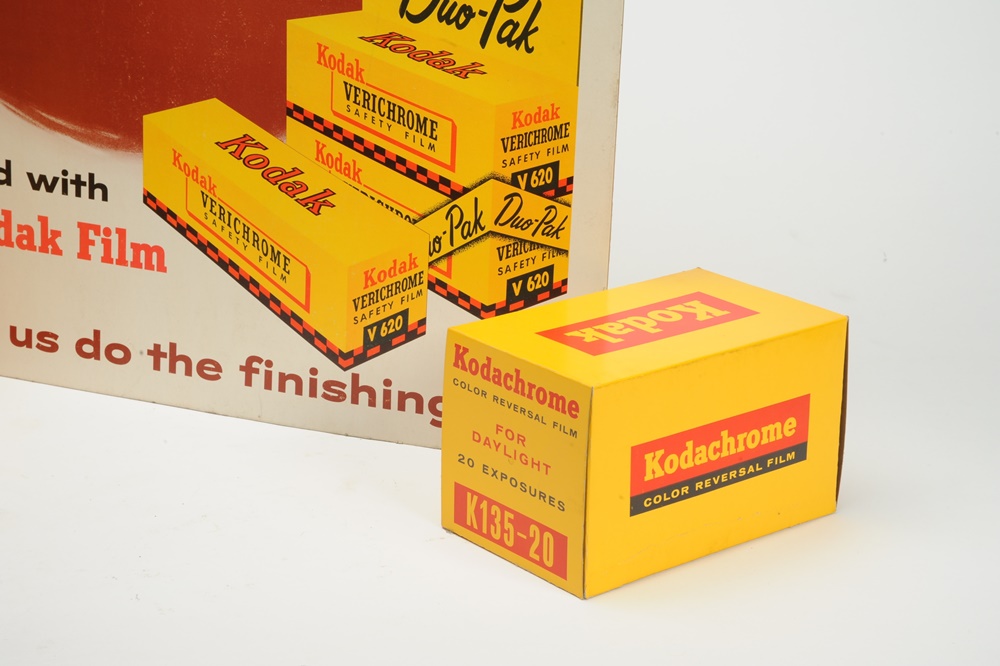 Duo-Pak
Kodak
Kodak
VERICHROME
SAFETY FILM
Kodak
VERICHROME
SAFETY FILM
V 620
Kodak
Duo-Pak
VERICHROME
SAFETY FILM
V 620
Kodak
Kodak
VERICHROME
SAFETY FILM
Kodak
VERICHROME
SAFETY FILM
V 620
d with
dak Film
us do the finishing
Kodak
Kodachrome
COLOR REVERSAL FILM
FOR
DAYLIGHT
20 EXPOSURES
K135-20
Kodachrome
COLOR REVERSAL FILM